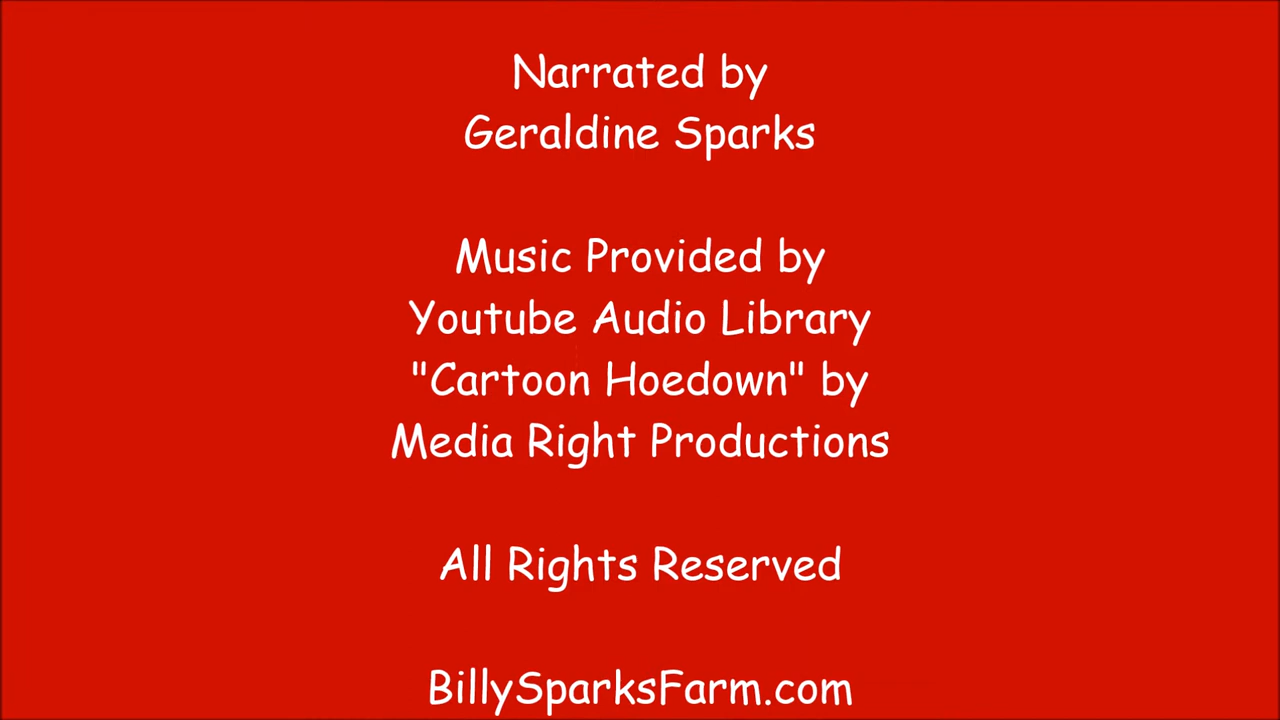 Narrated by
Geraldine Sparks
Music Provided by
Youtube Audio Library
"Cartoon Hoedown" by
Media Right Productions
All Rights Reserved
BillySparksFarm.com